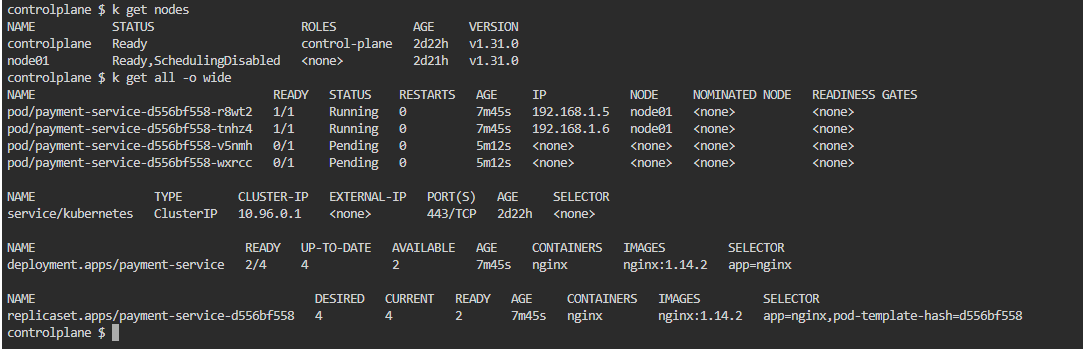 controlplane $ k get nodes
NAME STATUS ROLES AGE VERSION
controlplane Ready control-plane 2d22h v1.31.0
node01 Ready,SchedulingDisabled <none> 2d21h v1.31.0
controlplane $ k get all -o wide
NAME READY STATUS RESTARTS AGE IP NODE NOMINATED NODE READINESS GATES
pod/payment-service-d556bf558-r8wt2 1/1 Running 0 7m45s 192.168.1.5 node01 <none> <none>
pod/payment-service-d556bf558-tnhz4 1/1 Running 0 7m45s 192.168.1.6 node01 <none> <none>
pod/payment-service-d556bf558-v5nmh 0/1 Pending 0 5m12s <none> <none> <none> <none>
pod/payment-service-d556bf558-wxrcc 0/1 Pending 0 5m12s <none> <none> <none> <none>
NAME TYPE CLUSTER-IP EXTERNAL-IP PORT(S) AGE SELECTOR
service/kubernetes ClusterIP 10.96.0.1 <none> 443/TCP 2d22h <none>
NAME READY UP-TO-DATE AVAILABLE AGE CONTAINERS IMAGES SELECTOR
deployment.apps/payment-service 2/4 4 2 7m45s nginx nginx:1.14.2 app=nginx
NAME DESIRED CURRENT READY AGE CONTAINERS IMAGES SELECTOR
replicaset.apps/payment-service-d556bf558 4 4 2 7m45s nginx nginx:1.14.2 app=nginx,pod-template-hash=d556bf558
controlplane $